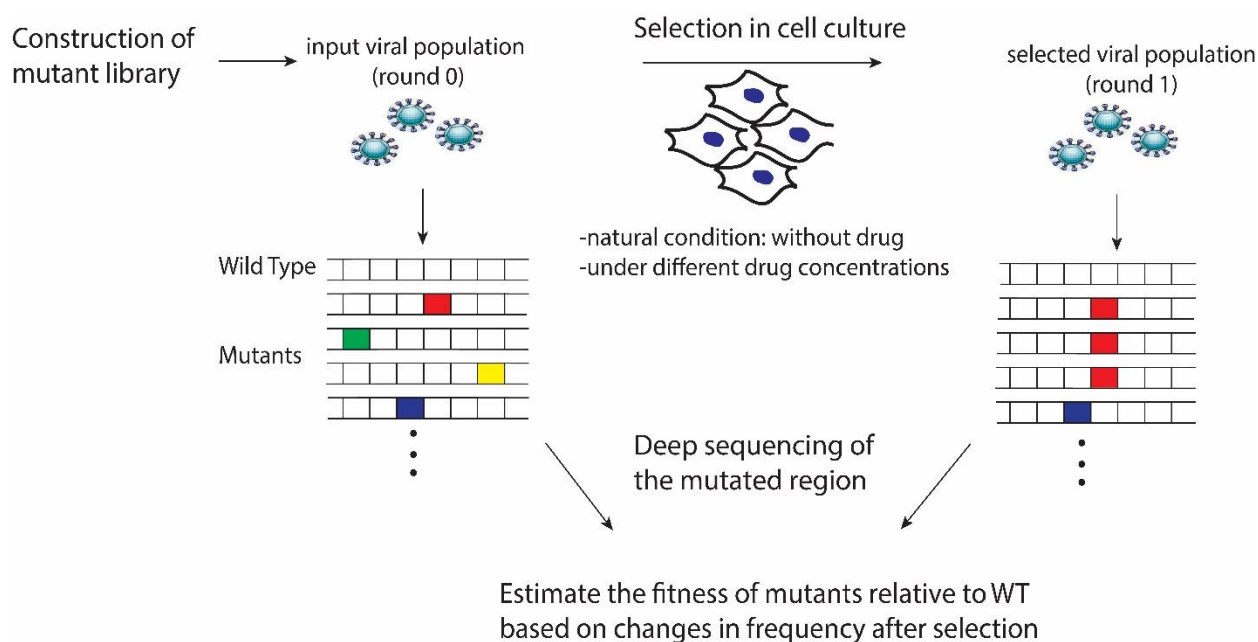 Construction of
mutant library
input viral population
(round 0)
Selection in cell culture
selected viral population
(round 1)
-natural condition: without drug
-under different drug concentrations
Wild Type
Mutants
Deep sequencing of
the mutated region
Estimate the fitness of mutants relative to WT
based on changes in frequency after selection